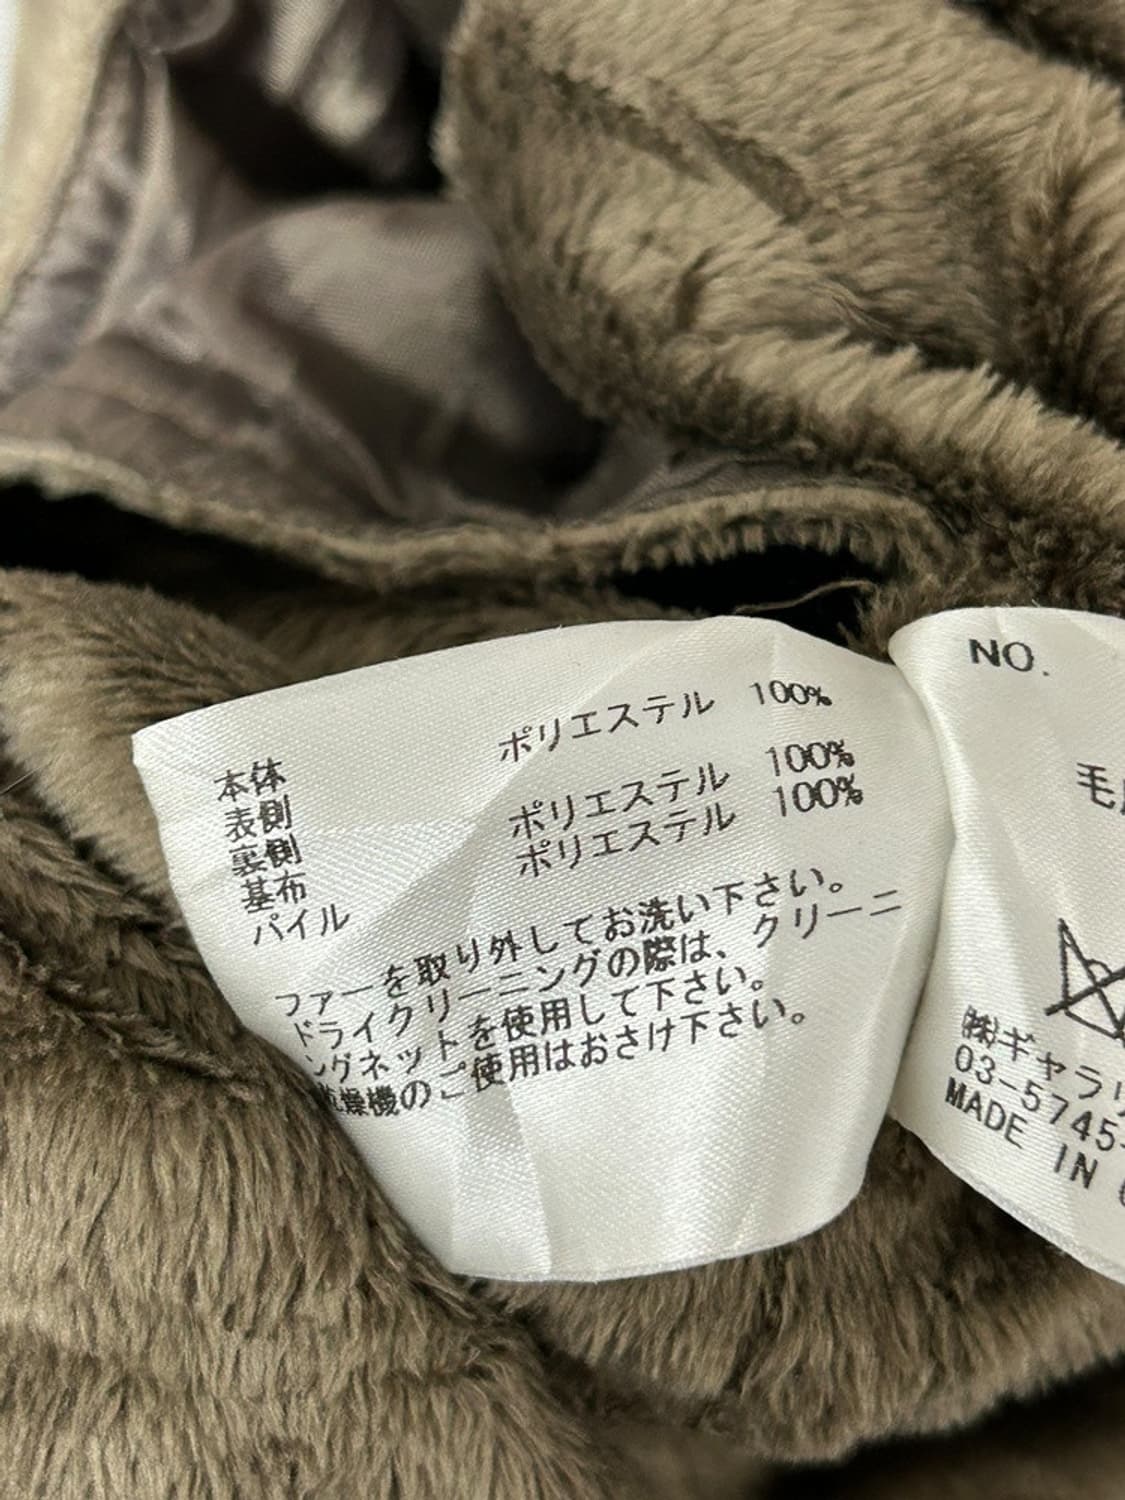 本体
表側 ポリエステル 100%
裏側
基布 ポリエステル 100%
パイル ポリエステル 100%
ファーを取り外してお洗い下さい。
ドライクリーニングの際は、クリーニ
ングネットを使用して下さい。
乾燥機のご使用はおさけ下さい。
NO.
毛
㈱ギャラリ
03-5745-
MADE IN